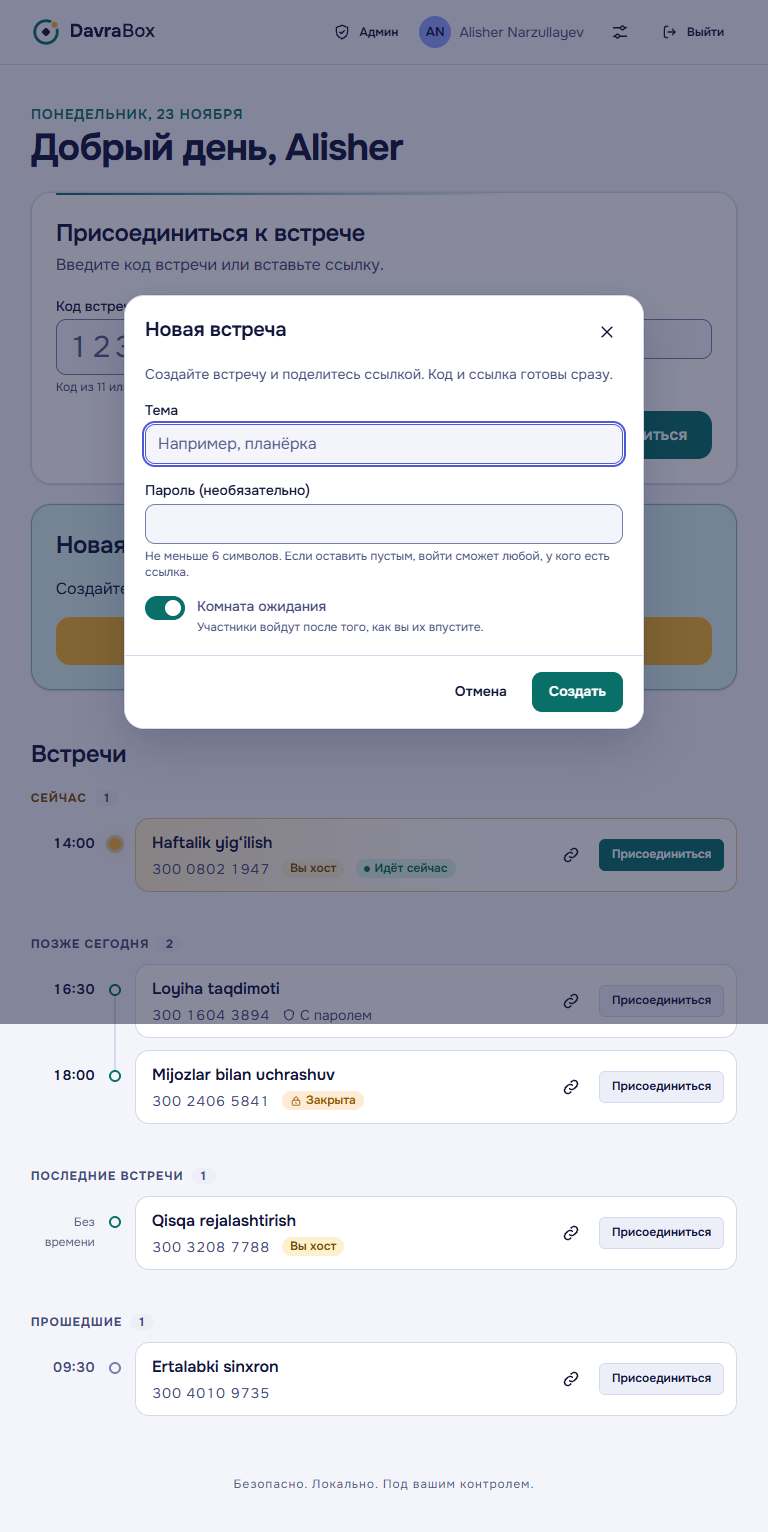 DavraBox
Админ
AN
Alisher Narzullayev
Выйти
ПОНЕДЕЛЬНИК, 23 НОЯБРЯ
Добрый день, Alisher
Присоединиться к встрече
Введите код встречи или вставьте ссылку.
Новая встреча
Создайте встречу и поделитесь ссылкой. Код и ссылка готовы сразу.
Тема
Например, планёрка
Пароль (необязательно)
Не меньше 6 символов. Если оставить пустым, войти сможет любой, у кого есть
ссылка.
Комната ожидания
Участники войдут после того, как вы их впустите.
Отмена
Создать
Код
Код из 11
Новая
Встречи
СЕЙЧАС 1
14:00
Haftalik yig‘ilish
300 0802 1947 Вы хост Идёт сейчас
Присоединиться
ПОЗЖЕ СЕГОДНЯ 2
16:30
Loyiha taqdimoti
300 1604 3894 С паролем
Присоединиться
18:00
Mijozlar bilan uchrashuv
300 2406 5841 Закрыта
Присоединиться
ПОСЛЕДНИЕ ВСТРЕЧИ 1
Без
времени
Qisqa rejalashtirish
300 3208 7788 Вы хост
Присоединиться
ПРОШЕДШИЕ 1
09:30
Ertalabki sinxron
300 4010 9735
Присоединиться
Безопасно. Локально. Под вашим контролем.